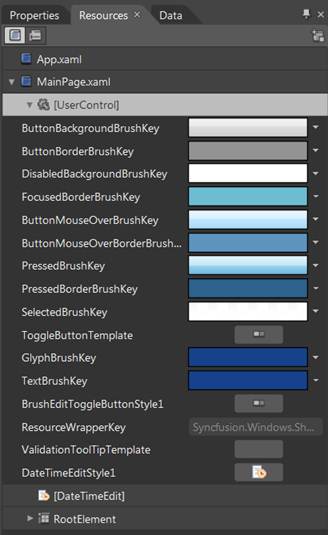 Properties Resources × Data
App.xaml
MainPage.xaml
[UserControl]
ButtonBackgroundBrushKey
ButtonBorderBrushKey
DisabledBackgroundBrushKey
FocusedBorderBrushKey
ButtonMouseOverBrushKey
ButtonMouseOverBorderBrush...
PressedBrushKey
PressedBorderBrushKey
SelectedBrushKey
ToggleButtonTemplate
GlyphBrushKey
TextBrushKey
BrushEditToggleButtonStyle1
ResourceWrapperKey Syncfusion.Windows.Sh...
ValidationToolTipTemplate
DateTimeEditStyle1
[DateTimeEdit]
RootElement